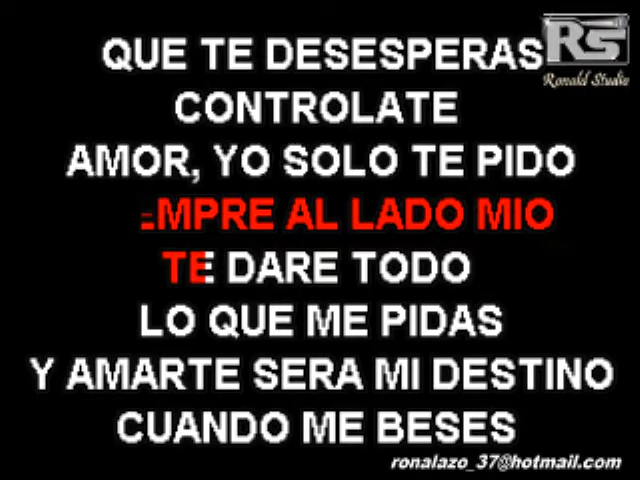 QUE TE DESESPERAS
CONTROLATE
AMOR, YO SOLO TE PIDO
MPRE AL LADO MIO
TE DARE TODO
LO QUE ME PIDAS
Y AMARTE SERA MI DESTINO
CUANDO ME BESES
RS
Ronald Studio
ronalazo_37@hotmail.com